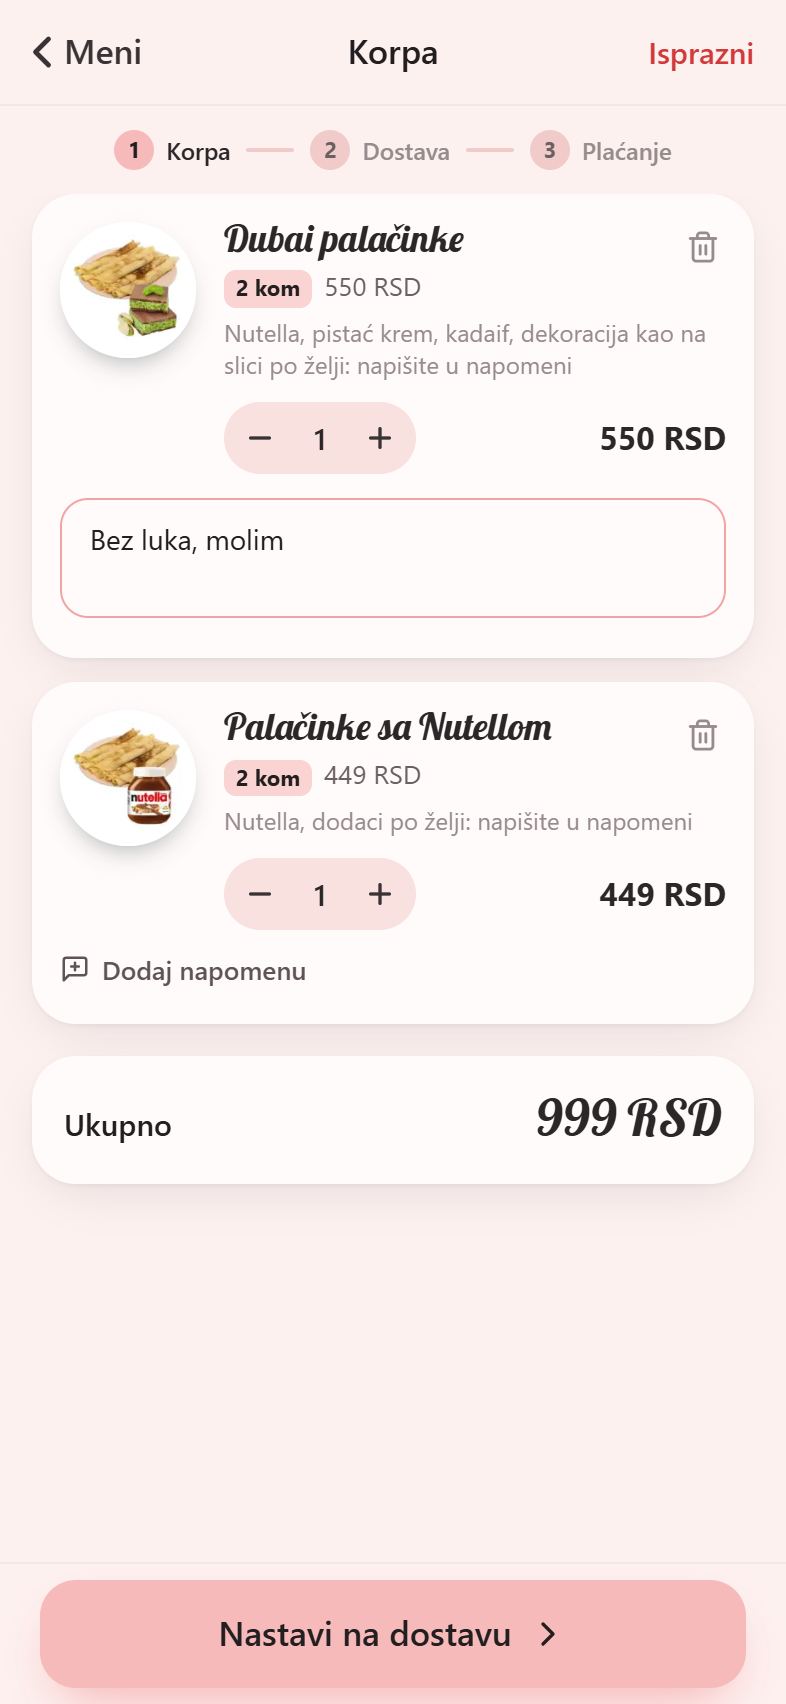 Meni
Korpa
Isprazni
1 Korpa
2 Dostava
3 Plaćanje
Dubai palačinke
2 kom 550 RSD
Nutella, pistać krem, kadaif, dekoracija kao na
slici po želji: napišite u napomeni
− 1 +
550 RSD
Bez luka, molim
Palačinke sa Nutellom
nutella
2 kom 449 RSD
Nutella, dodaci po želji: napišite u napomeni
− 1 +
449 RSD
Dodaj napomenu
Ukupno
999 RSD
Nastavi na dostavu